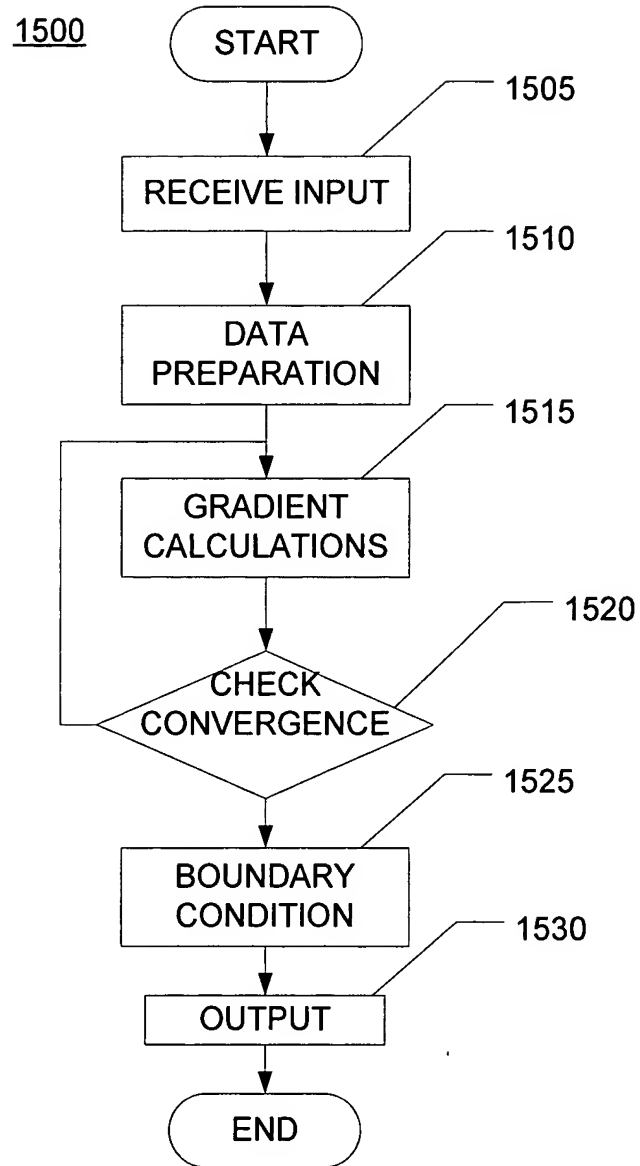 1500
START
1505
RECEIVE INPUT
1510
DATA
PREPARATION
1515
GRADIENT
CALCULATIONS
1520
CHECK
CONVERGENCE
1525
BOUNDARY
CONDITION
1530
OUTPUT
END